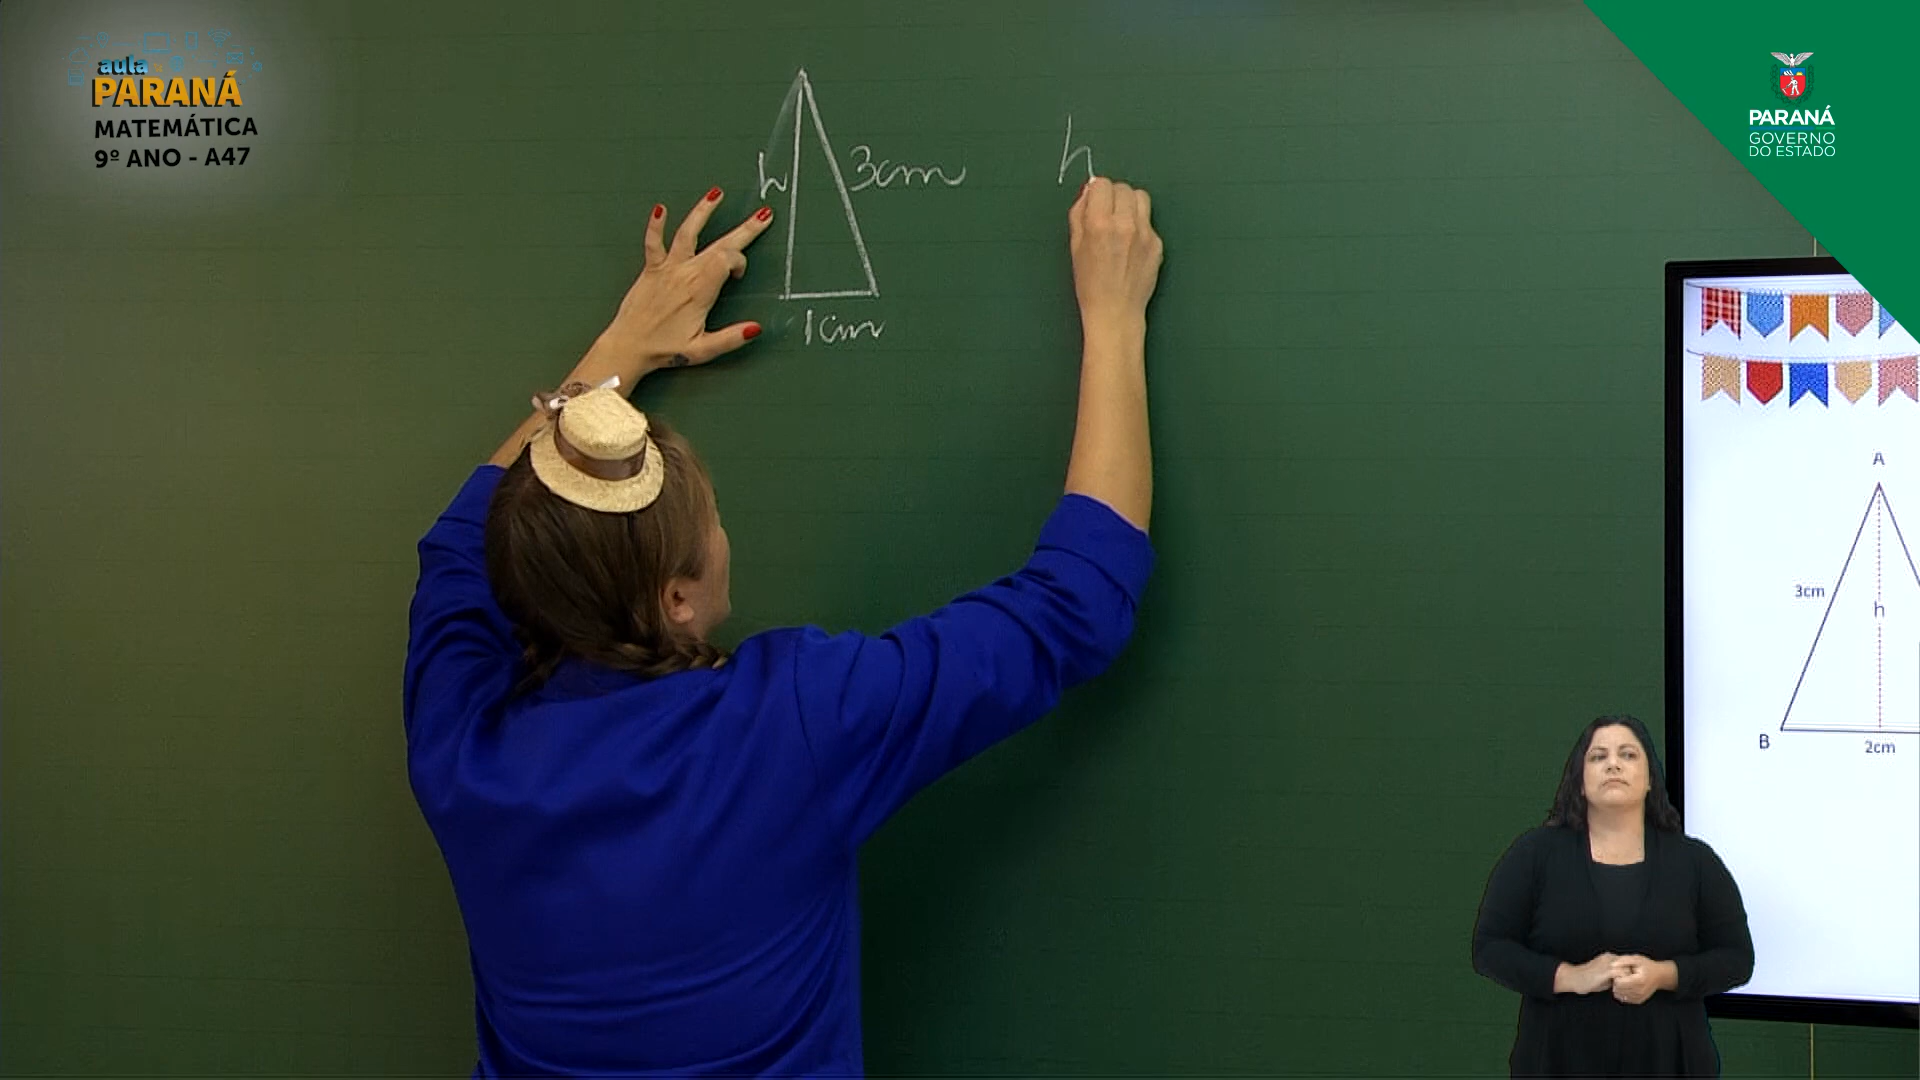 aula
PARANÁ
MATEMÁTICA
9º ANO - A47
h
3cm
1cm
h
PARANÁ
GOVERNO
DO ESTADO
A
3cm
h
B
2cm